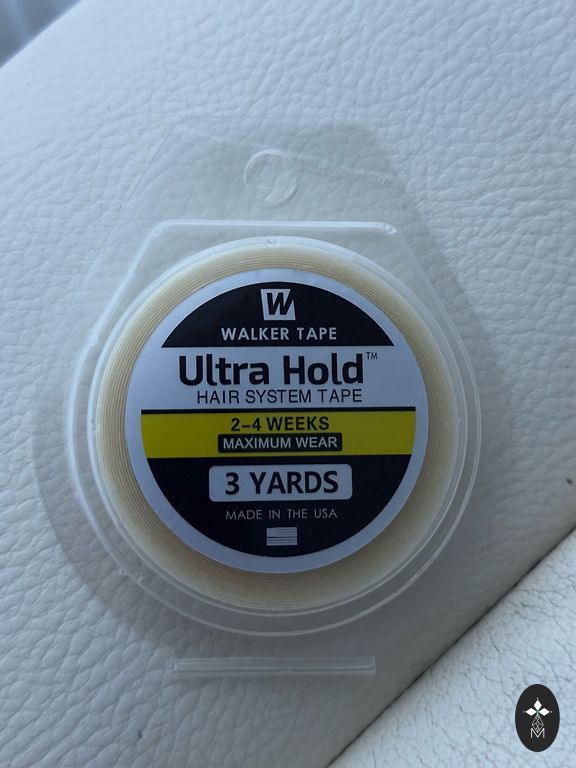 W
WALKER TAPE
Ultra Hold™
HAIR SYSTEM TAPE
2–4 WEEKS
MAXIMUM WEAR
3 YARDS
MADE IN THE USA
M